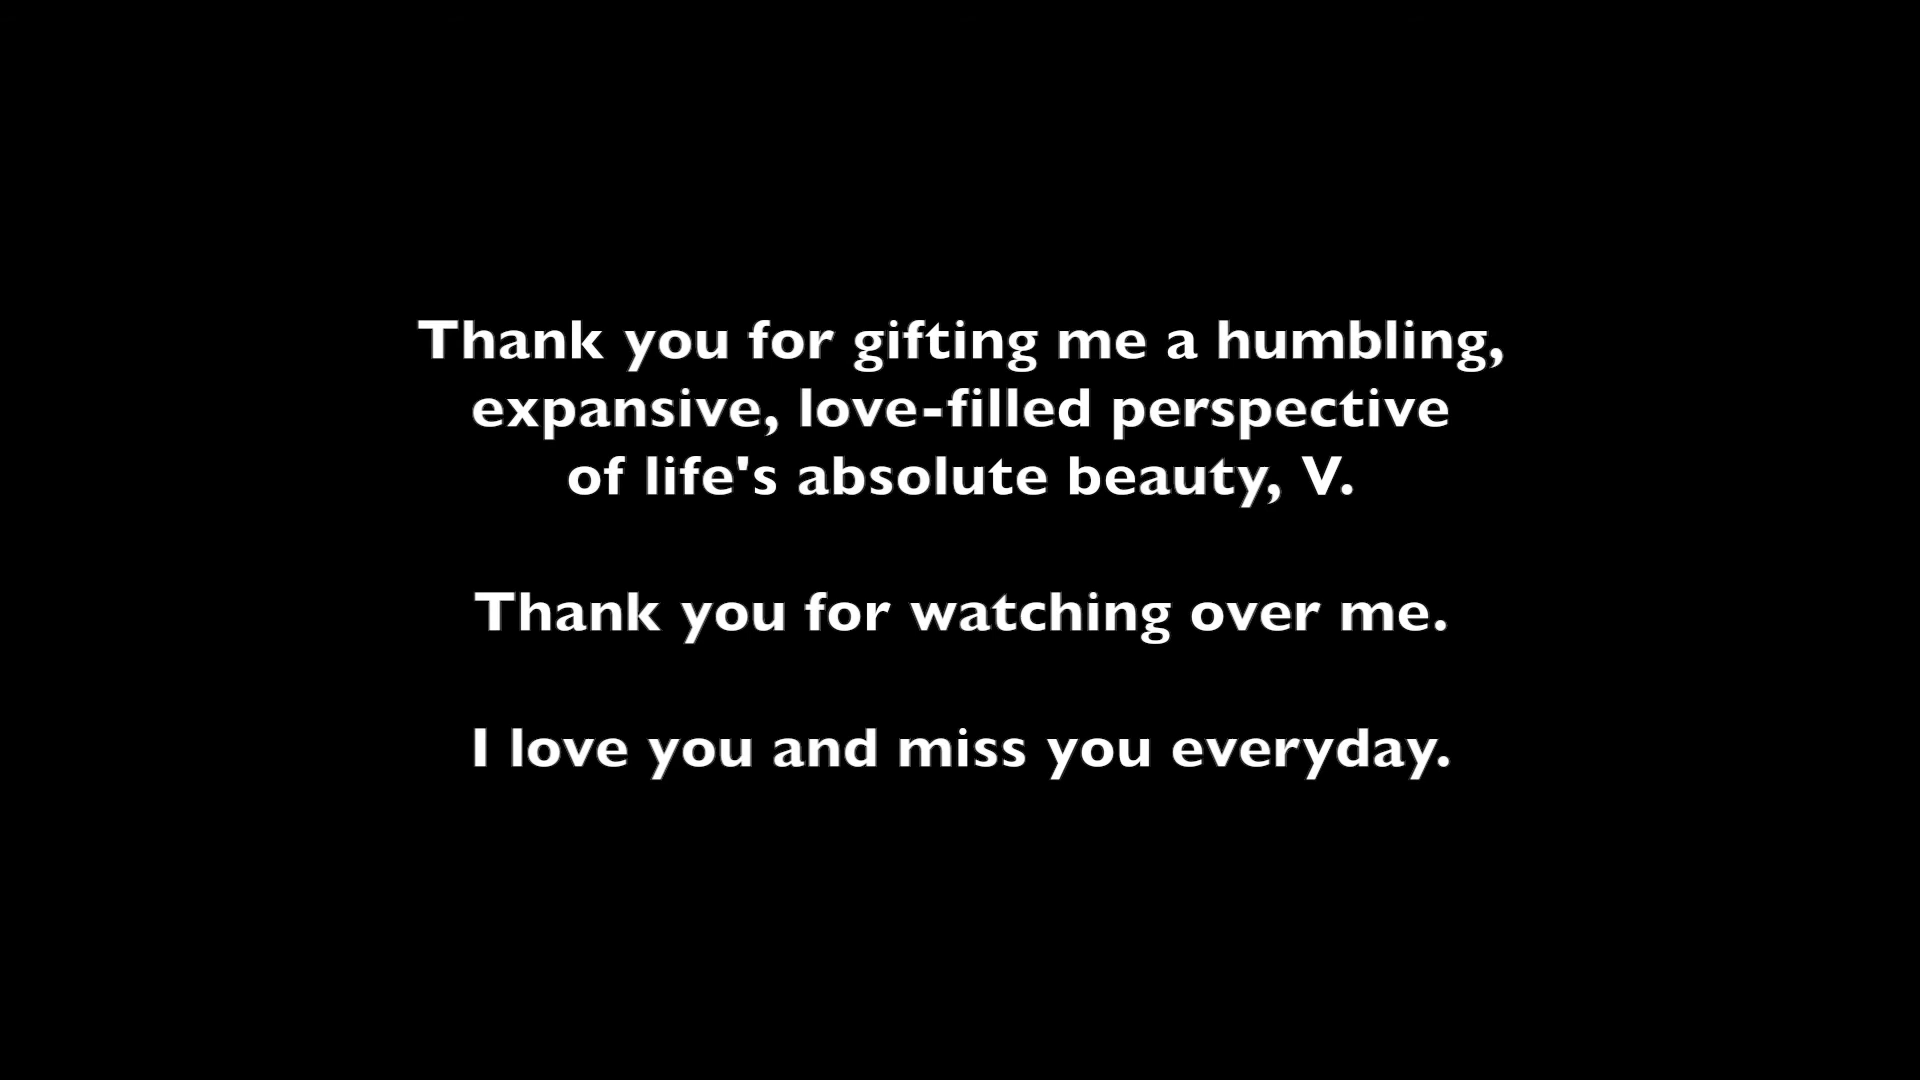 Thank you for gifting me a humbling,
expansive, love-filled perspective
of life's absolute beauty, V.
Thank you for watching over me.
I love you and miss you everyday.